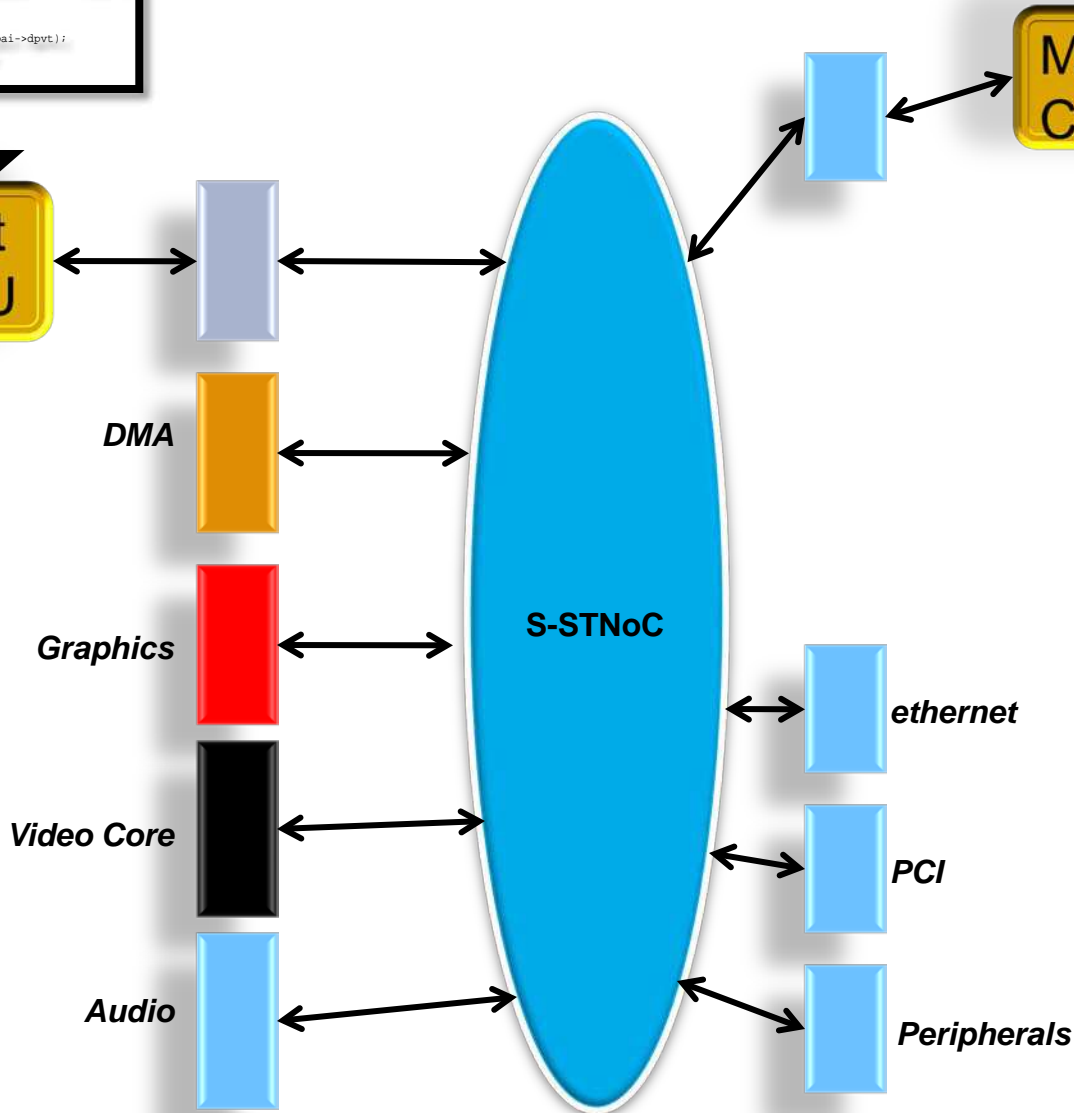 ai->dpvt);
M
C
t
U
DMA
Graphics
S-STNoC
ethernet
Video Core
PCI
Audio
Peripherals